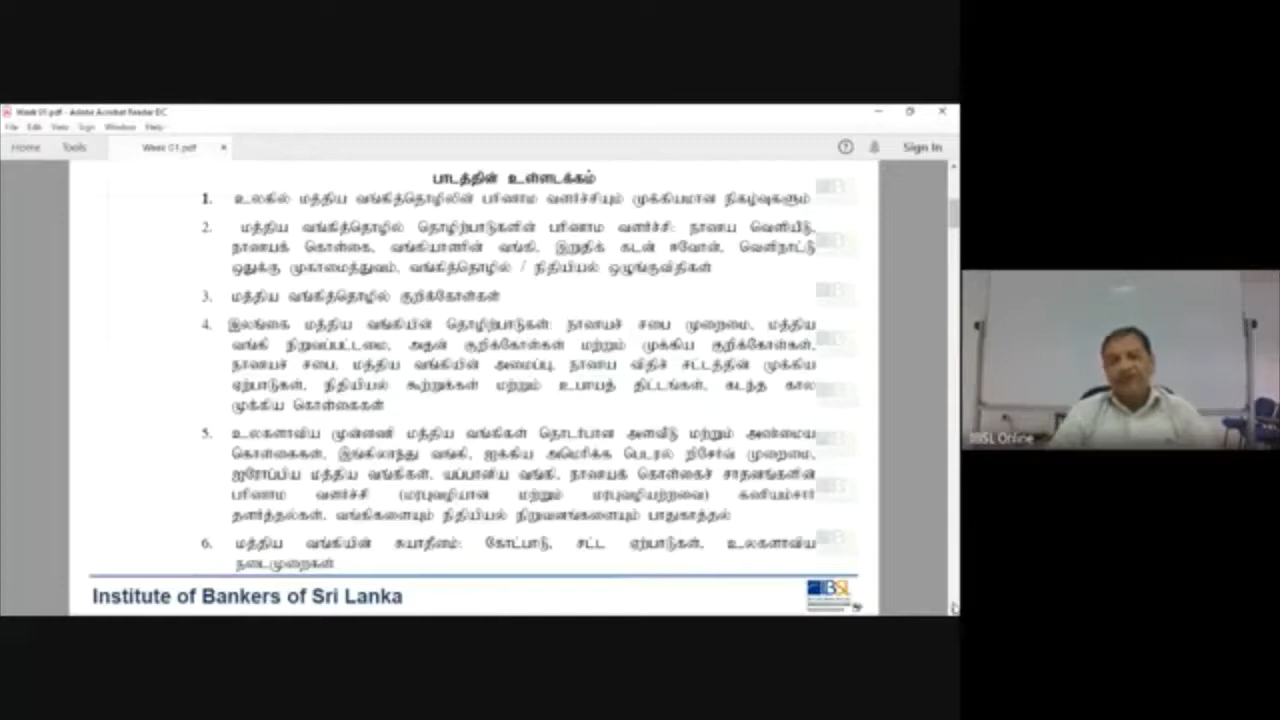 Week 01.pdf - Adobe Acrobat Reader DC
File Edit View Sign Window Help
Home Tools Week 01.pdf × Sign In
பாடத்தின் உள்ளடக்கம்
1. உலகில் மத்திய வங்கித்தொழிலின் பரிணாம வளர்ச்சியும் முக்கியமான நிகழ்வுகளும்
2. மத்திய வங்கித்தொழில் தொழிற்பாடுகளின் பரிணாம வளர்ச்சி: நாணய வெளியீடு,
நாணயக் கொள்கை, வங்கியாளரின் வங்கி, இறுதிக் கடன் ஈவோன், வெளிநாட்டு
ஒதுக்கு முகாமைத்துவம், வங்கித்தொழில் / நிதியியல் ஒழுங்குவிதிகள்
3. மத்திய வங்கித்தொழில் குறிக்கோள்கள்
4. இலங்கை மத்திய வங்கியின் தொழிற்பாடுகள்: நாணயச் சபை முறைமை, மத்திய
வங்கி நிறுவப்பட்டமை, அதன் குறிக்கோள்கள் மற்றும் முக்கிய குறிக்கோள்கள்,
நாணயச் சபை, மத்திய வங்கியின் அமைப்பு, நாணய விதிச் சட்டத்தின் முக்கிய
ஏற்பாடுகள், நிதியியல் கூற்றுக்கள் மற்றும் உபாயத் திட்டங்கள், கடந்த கால
முக்கிய கொள்கைகள்
5. உலகளாவிய முன்னணி மத்திய வங்கிகள் தொடர்பான அளவீடு மற்றும் அண்மைய
கொள்கைகள், இங்கிலாந்து வங்கி, ஐக்கிய அமெரிக்க பெடரல் றிசேர்வ் முறைமை,
ஐரோப்பிய மத்திய வங்கிகள், யப்பானிய வங்கி, நாணயக் கொள்கைச் சாதனங்களின்
பரிணாம வளர்ச்சி (மரபுவழியான மற்றும் மரபுவழியற்றவை) கணியம்சார்
தளர்த்தல்கள், வங்கிகளையும் நிதியியல் நிறுவனங்களையும் பாதுகாத்தல்
6. மத்திய வங்கியின் சுயாதீனம்: கோட்பாடு, சட்ட ஏற்பாடுகள், உலகளாவிய
நடைமுறைகள்
Institute of Bankers of Sri Lanka
IBSL
IBSL Online